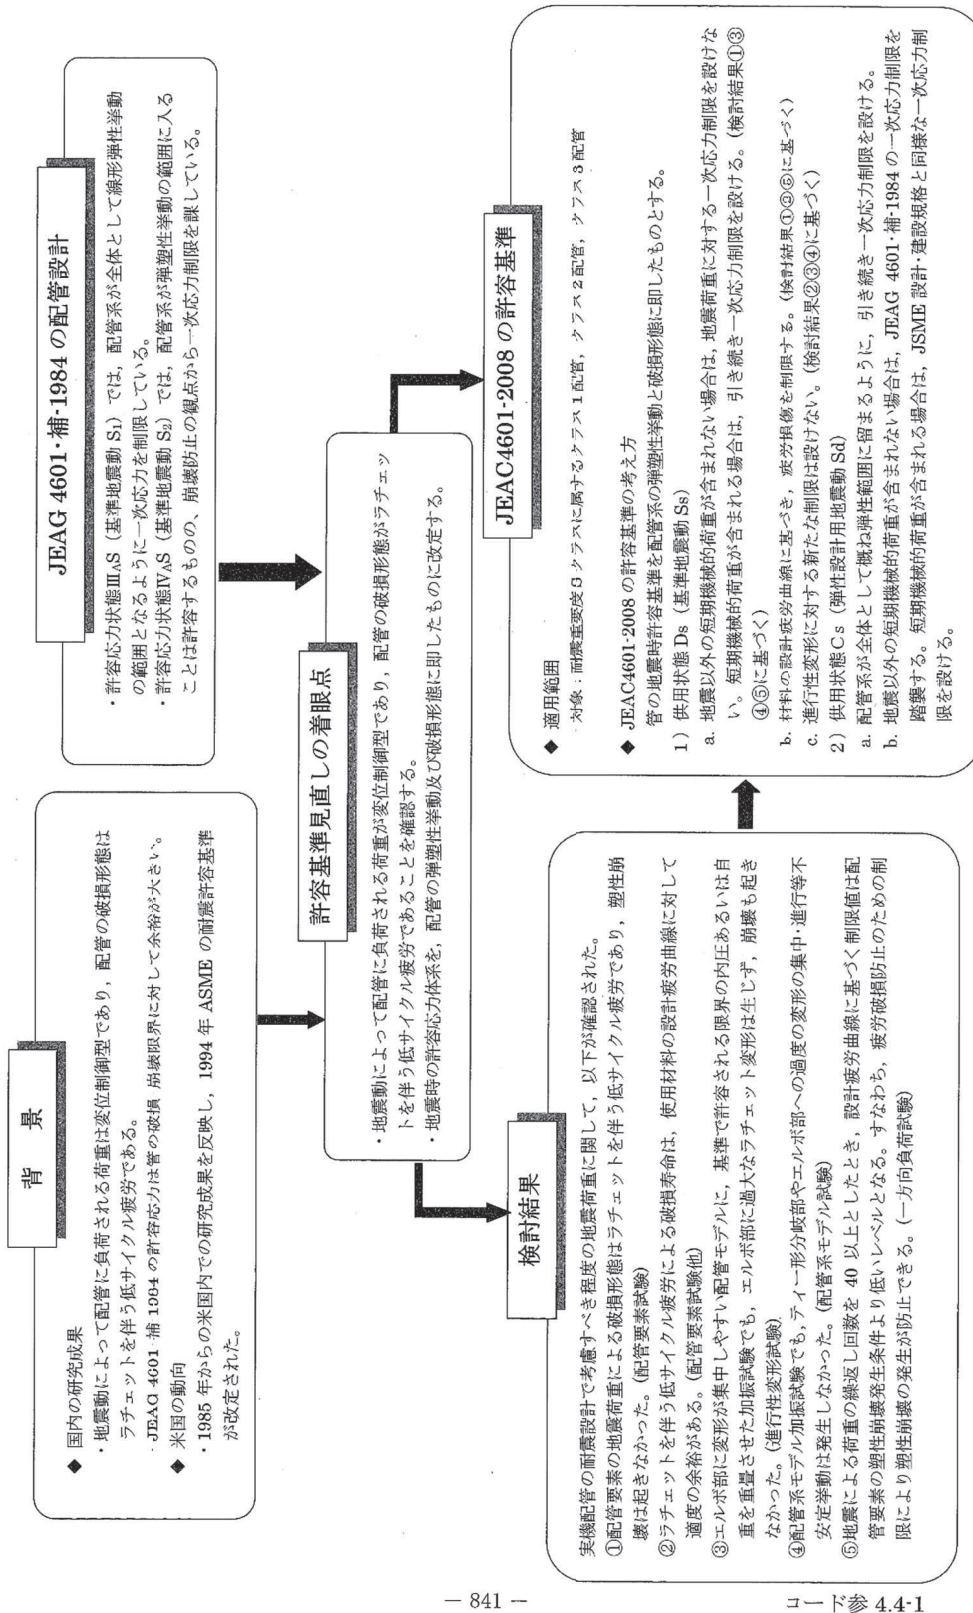 背　景
◆ 国内の研究成果
・地震動によって配管に負荷される荷重は変位制御型であり，配管の破損形態は
ラチェットを伴う低サイクル疲労である。
・JEAG 4601・補 1984 の許容応力は管の破損 崩壊限界に対して余裕が大きい。
◆ 米国の動向
・1985 年からの米国内での研究成果を反映し，1994 年 ASME の耐震許容基準
が改定された。
JEAG 4601・補-1984 の配管設計
・許容応力状態ⅢAS（基準地震動 S1）では，配管系が全体として線形弾性挙動
の範囲となるように一次応力を制限している。
・許容応力状態ⅣAS（基準地震動 S2）では，配管系が弾塑性挙動の範囲に入る
ことは許容するものの，崩壊防止の観点から一次応力制限を課している。
許容基準見直しの着眼点
・地震動によって配管に負荷される荷重が変位制御型であり，配管の破損形態がラチェッ
トを伴う低サイクル疲労であることを確認する。
・地震時の許容応力体系を，配管の弾塑性挙動及び破損形態に即したものに改定する。
検討結果
実機配管の耐震設計で考慮すべき程度の地震荷重に関して，以下が確認された。
①配管要素の地震荷重による破損形態はラチェットを伴う低サイクル疲労であり，塑性崩
壊は起きなかった。（配管要素試験）
②ラチェットを伴う低サイクル疲労による破損寿命は，使用材料の設計疲労曲線に対して
適度の余裕がある。（配管要素試験他）
③エルボ部に変形が集中しやすい配管モデルに，基準で許容される限界の内圧あるいは自
重を重畳させた加振試験でも，エルボ部に過大なラチェット変形は生じず，崩壊も起き
なかった。（進行性変形試験）
④配管系モデル加振試験でも，ティー形分岐部やエルボ部への過度の変形の集中・進行等不
安定挙動は発生しなかった。（配管系モデル試験）
⑤地震による荷重の繰返し回数を 40 以上としたとき，設計疲労曲線に基づく制限値は配
管要素の塑性崩壊発生条件より低いレベルとなる。すなわち，疲労破損防止のための制
限により塑性崩壊の発生が防止できる。（一方向負荷試験）
JEAC4601-2008 の許容基準
◆ 適用範囲
対象：耐震重要度 S クラスに属するクラス 1 配管，クラス 2 配管，クラス 3 配管
◆ JEAC4601-2008 の許容基準の考え方
管の地震時許容基準を配管系の弾塑性挙動と破損形態に即したものとする。
1） 供用状態 Ds（基準地震動 Ss）
a. 地震以外の短期機械的荷重が含まれない場合は，地震荷重に対する一次応力制限を設けな
い。短期機械的荷重が含まれる場合は，引き続き一次応力制限を設ける。（検討結果①③
④⑤に基づく）
b. 材料の設計疲労曲線に基づき，疲労損傷を制限する。（検討結果①②⑤に基づく）
c. 進行性変形に対する新たな制限は設けない。（検討結果②③④に基づく）
2） 供用状態 Cs（弾性設計用地震動 Sd）
a. 配管系が全体として概ね弾性範囲に留まるように，引き続き一次応力制限を設ける。
b. 地震以外の短期機械的荷重が含まれない場合は，JEAG 4601・補-1984 の一次応力制限を
踏襲する。短期機械的荷重が含まれる場合は，JSME 設計・建設規格と同様な一次応力制
限を設ける。
－ 841 －
コード参 4.4-1